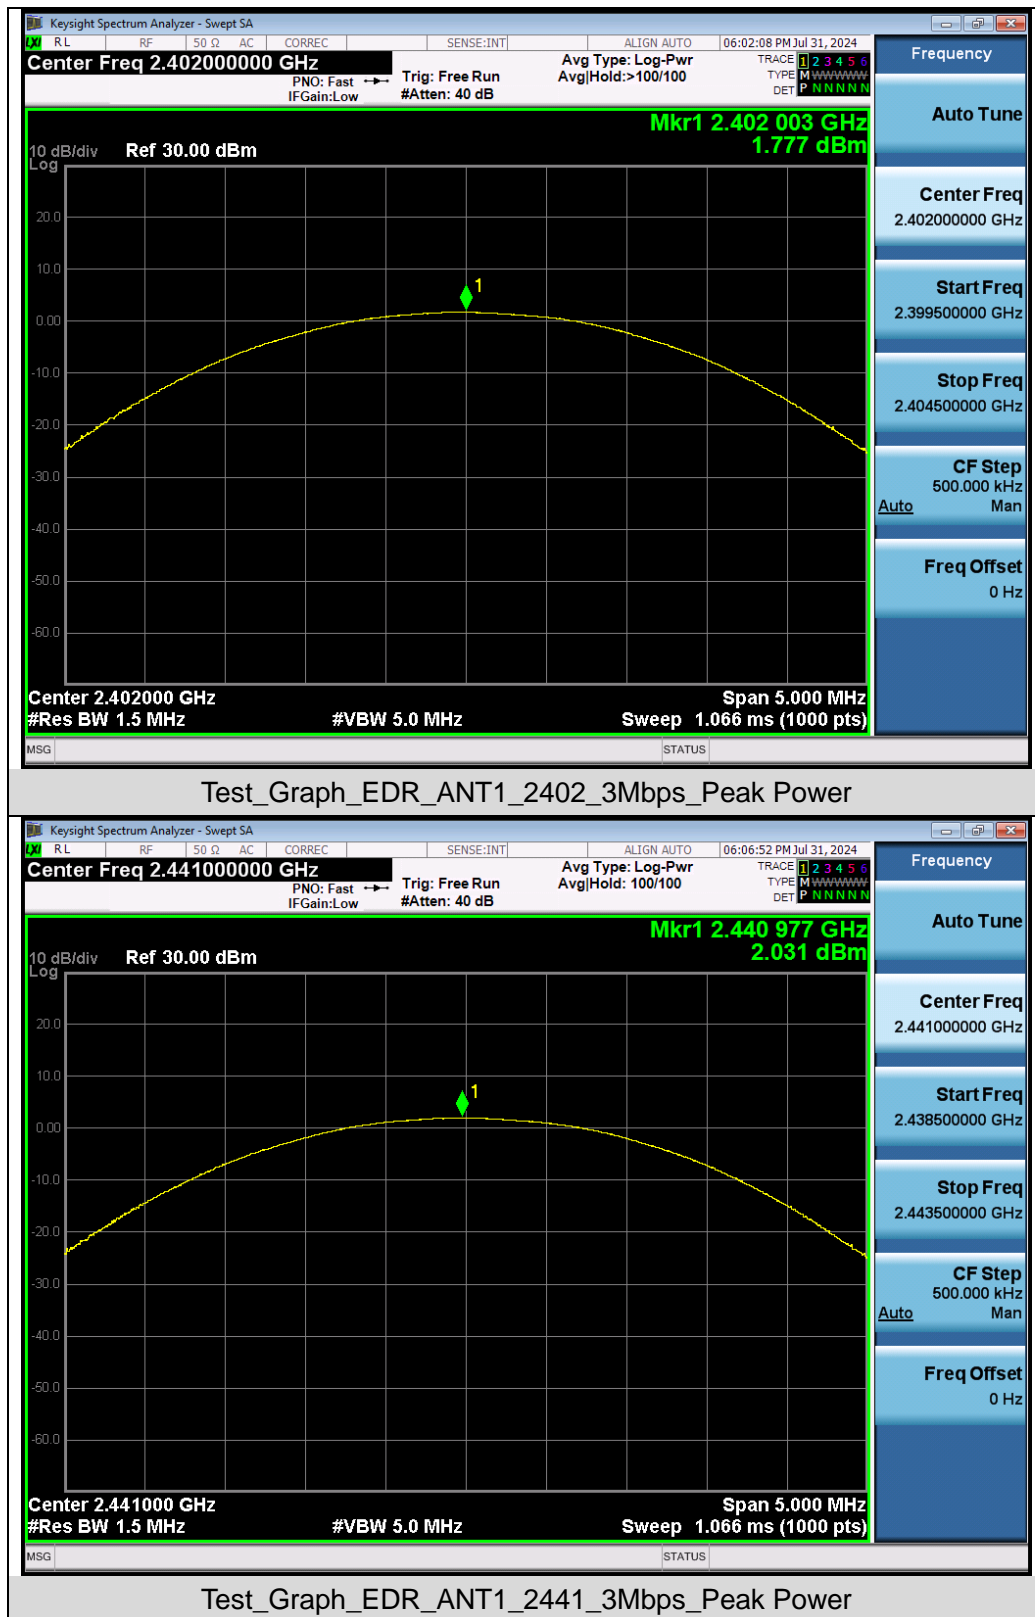 Keysight Spectrum Analyzer - Swept SA
LXI RL RF 50 Ω AC CORREC SENSE:INT ALIGN AUTO 06:02:08 PM Jul 31, 2024
Center Freq 2.402000000 GHz
PNO: Fast
IFGain:Low
Trig: Free Run
#Atten: 40 dB
Avg Type: Log-Pwr
Avg|Hold:>100/100
TRACE 1 2 3 4 5 6
TYPE M WWWWW
DET P N N N N N
Mkr1 2.402 003 GHz
1.777 dBm
10 dB/div Ref 30.00 dBm
Log
20.0
10.0
1
0.00
-10.0
-20.0
-30.0
-40.0
-50.0
-60.0
Center 2.402000 GHz Span 5.000 MHz
#Res BW 1.5 MHz #VBW 5.0 MHz Sweep 1.066 ms (1000 pts)
MSG STATUS
Frequency
Auto Tune
Center Freq
2.402000000 GHz
Start Freq
2.399500000 GHz
Stop Freq
2.404500000 GHz
CF Step
500.000 kHz
Auto Man
Freq Offset
0 Hz
Test_Graph_EDR_ANT1_2402_3Mbps_Peak Power
Keysight Spectrum Analyzer - Swept SA
LXI RL RF 50 Ω AC CORREC SENSE:INT ALIGN AUTO 06:06:52 PM Jul 31, 2024
Center Freq 2.441000000 GHz
PNO: Fast
IFGain:Low
Trig: Free Run
#Atten: 40 dB
Avg Type: Log-Pwr
Avg|Hold: 100/100
TRACE 1 2 3 4 5 6
TYPE M WWWWW
DET P N N N N N
Mkr1 2.440 977 GHz
2.031 dBm
10 dB/div Ref 30.00 dBm
Log
20.0
10.0
1
0.00
-10.0
-20.0
-30.0
-40.0
-50.0
-60.0
Center 2.441000 GHz Span 5.000 MHz
#Res BW 1.5 MHz #VBW 5.0 MHz Sweep 1.066 ms (1000 pts)
MSG STATUS
Frequency
Auto Tune
Center Freq
2.441000000 GHz
Start Freq
2.438500000 GHz
Stop Freq
2.443500000 GHz
CF Step
500.000 kHz
Auto Man
Freq Offset
0 Hz
Test_Graph_EDR_ANT1_2441_3Mbps_Peak Power